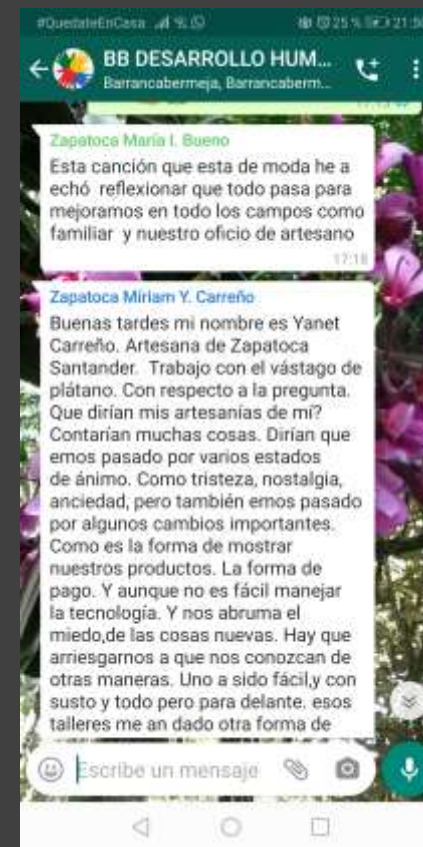 #QuedateEnCasa
25 % 21:50
BB DESARROLLO HUM...
Barrancabermeja, Barrancaberm...
Zapatoca María I. Bueno
Esta canción que esta de moda he a
echó reflexionar que todo pasa para
mejoramos en todo los campos como
familiar y nuestro oficio de artesano
17:18
Zapatoca Miriam Y. Carreño
Buenas tardes mi nombre es Yanet
Carreño. Artesana de Zapatoca
Santander. Trabajo con el vástago de
plátano. Con respecto a la pregunta.
Que dirían mis artesanías de mí?
Contarían muchas cosas. Dirían que
emos pasado por varios estados
de ánimo. Como tristeza, nostalgia,
anciedad, pero también emos pasado
por algunos cambios importantes.
Como es la forma de mostrar
nuestros productos. La forma de
pago. Y aunque no es fácil manejar
la tecnología. Y nos abruma el
miedo,de las cosas nuevas. Hay que
arriesgarnos a que nos conozcan de
otras maneras. Uno a sido fácil,y con
susto y todo pero para delante. esos
talleres me an dado otra forma de
Escribe un mensaje